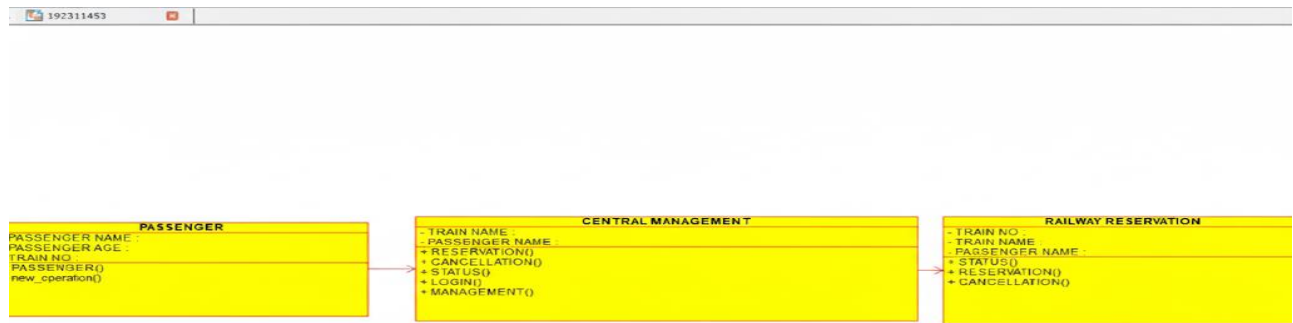 192311453
PASSENGER
PASSENGER NAME :
PASSENGER AGE :
TRAIN NO :
PASSENGER()
new_operation()
CENTRAL MANAGEMENT
- TRAIN NAME :
- PASSENGER NAME :
+ RESERVATION()
+ CANCELLATION()
+ STATUS()
+ LOGIN()
+ MANAGEMENT()
RAILWAY RESERVATION
- TRAIN NO :
- TRAIN NAME :
- PASSENGER NAME :
+ STATUS()
+ RESERVATION()
+ CANCELLATION()